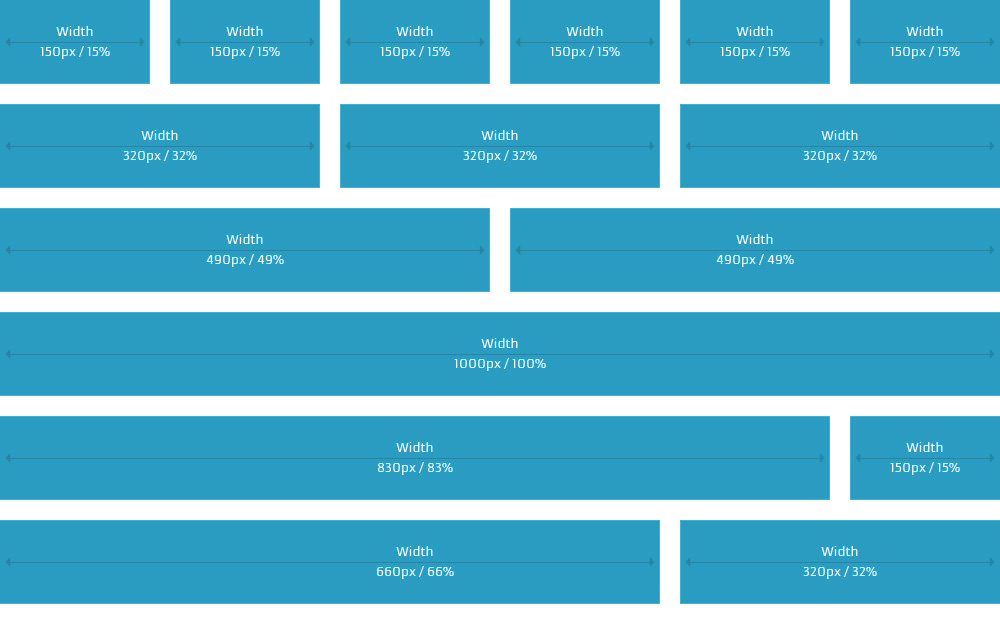 Width Width Width Width Width Width
150px / 15% 150px / 15% 150px / 15% 150px / 15% 150px / 15% 150px / 15%
Width Width Width
320px / 32% 320px / 32% 320px / 32%
Width Width
490px / 49% 490px / 49%
Width
1000px / 100%
Width Width
830px / 83% 150px / 15%
Width Width
660px / 66% 320px / 32%